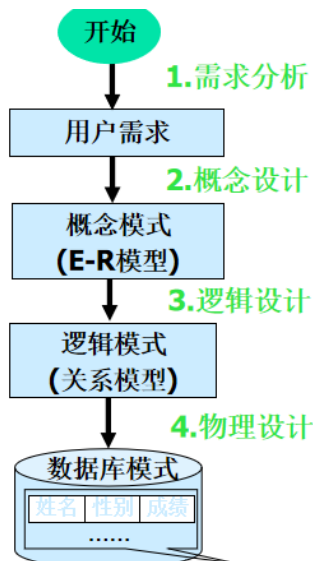 开始
1.需求分析
用户需求
2.概念设计
概念模式
(E-R模型)
3.逻辑设计
逻辑模式
(关系模型)
4.物理设计
数据库模式
姓名 性别 成绩
......